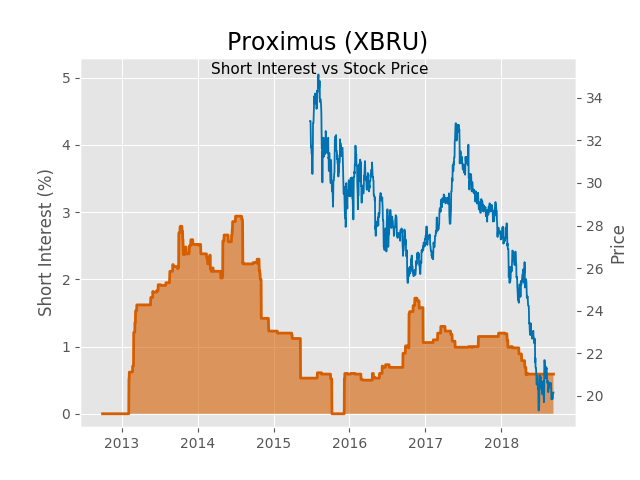 Proximus (XBRU)
Short Interest vs Stock Price
Short Interest (%)
5
4
3
2
1
0
34
32
30
28
26
24
22
20
Price
2013 2014 2015 2016 2017 2018